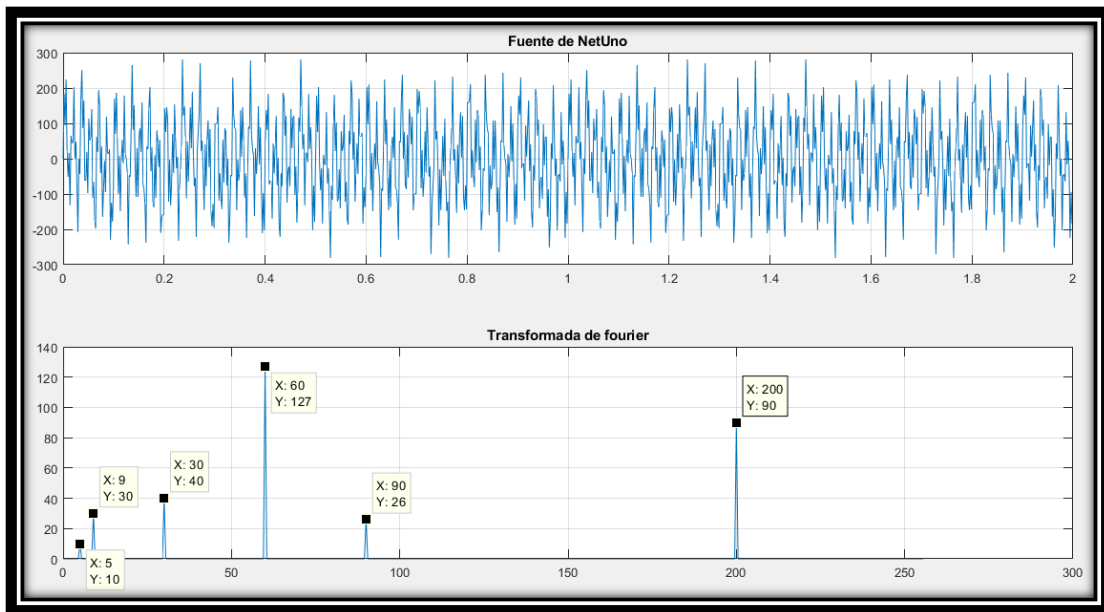 Fuente de NetUno
300
200
100
0
-100
-200
-300
0 0.2 0.4 0.6 0.8 1 1.2 1.4 1.6 1.8 2
Transformada de fourier
140
120
100
80
60
40
20
0
X: 5
Y: 10
X: 9
Y: 30
X: 30
Y: 40
X: 60
Y: 127
X: 90
Y: 26
X: 200
Y: 90
0 50 100 150 200 250 300